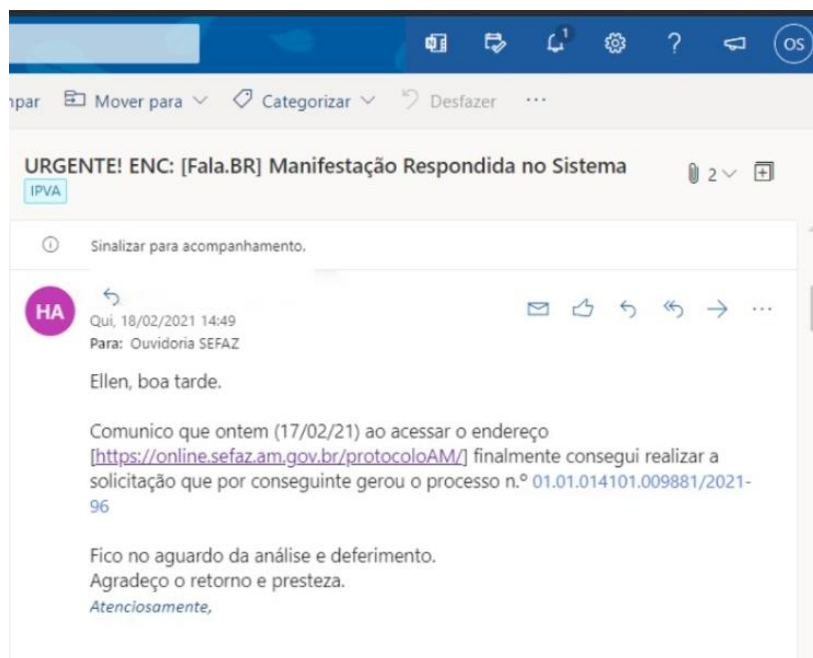 1
OS
Mover para
Categorizar
Desfazer
...
URGENTE! ENC: [Fala.BR] Manifestação Respondida no Sistema
2
IPVA
Sinalizar para acompanhamento.
HA
Qui, 18/02/2021 14:49
Para: Ouvidoria SEFAZ
Ellen, boa tarde.
Comunico que ontem (17/02/21) ao acessar o endereço
[https://online.sefaz.am.gov.br/protocoloAM/] finalmente consegui realizar a
solicitação que por conseguinte gerou o processo n.º 01.01.014101.009881/2021-
96
Fico no aguardo da análise e deferimento.
Agradeço o retorno e presteza.
Atenciosamente,